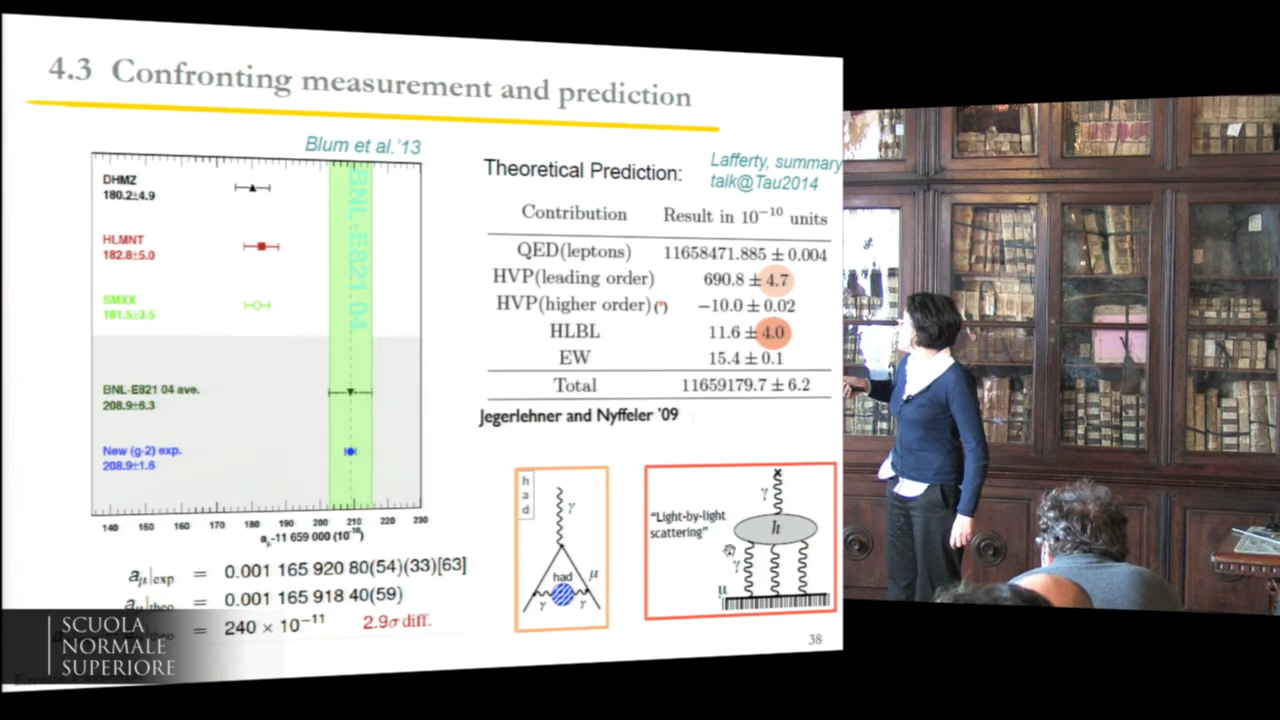 4.3 Confronting measurement and prediction
Blum et al.'13
DHMZ
180.2±4.9
HLMNT
182.8±5.0
SMXX
181.5±3.5
BNL-E821 04 ave.
208.9±6.3
New (g-2) exp.
208.9±1.6
BNL-E821 04
140 150 160 170 180 190 200 210 220 230
aμ-11 659 000 (10⁻¹⁰)
aμ|exp = 0.001 165 920 80(54)(33)[63]
aμ|theo = 0.001 165 918 40(59)
= 240 × 10⁻¹¹ 2.9σ diff.
Theoretical Prediction:
Lafferty, summary
talk@Tau2014
Contribution Result in 10⁻¹⁰ units
QED(leptons) 11658471.885 ± 0.004
HVP(leading order) 690.8 ± 4.7
HVP(higher order)(*) −10.0 ± 0.02
HLBL 11.6 ± 4.0
EW 15.4 ± 0.1
Total 11659179.7 ± 6.2
Jegerlehner and Nyffeler '09
had
γ
had
μ
γ γ
"Light-by-light
scattering"
γ
h
γ
μ
38
SCUOLA
NORMALE
SUPERIORE